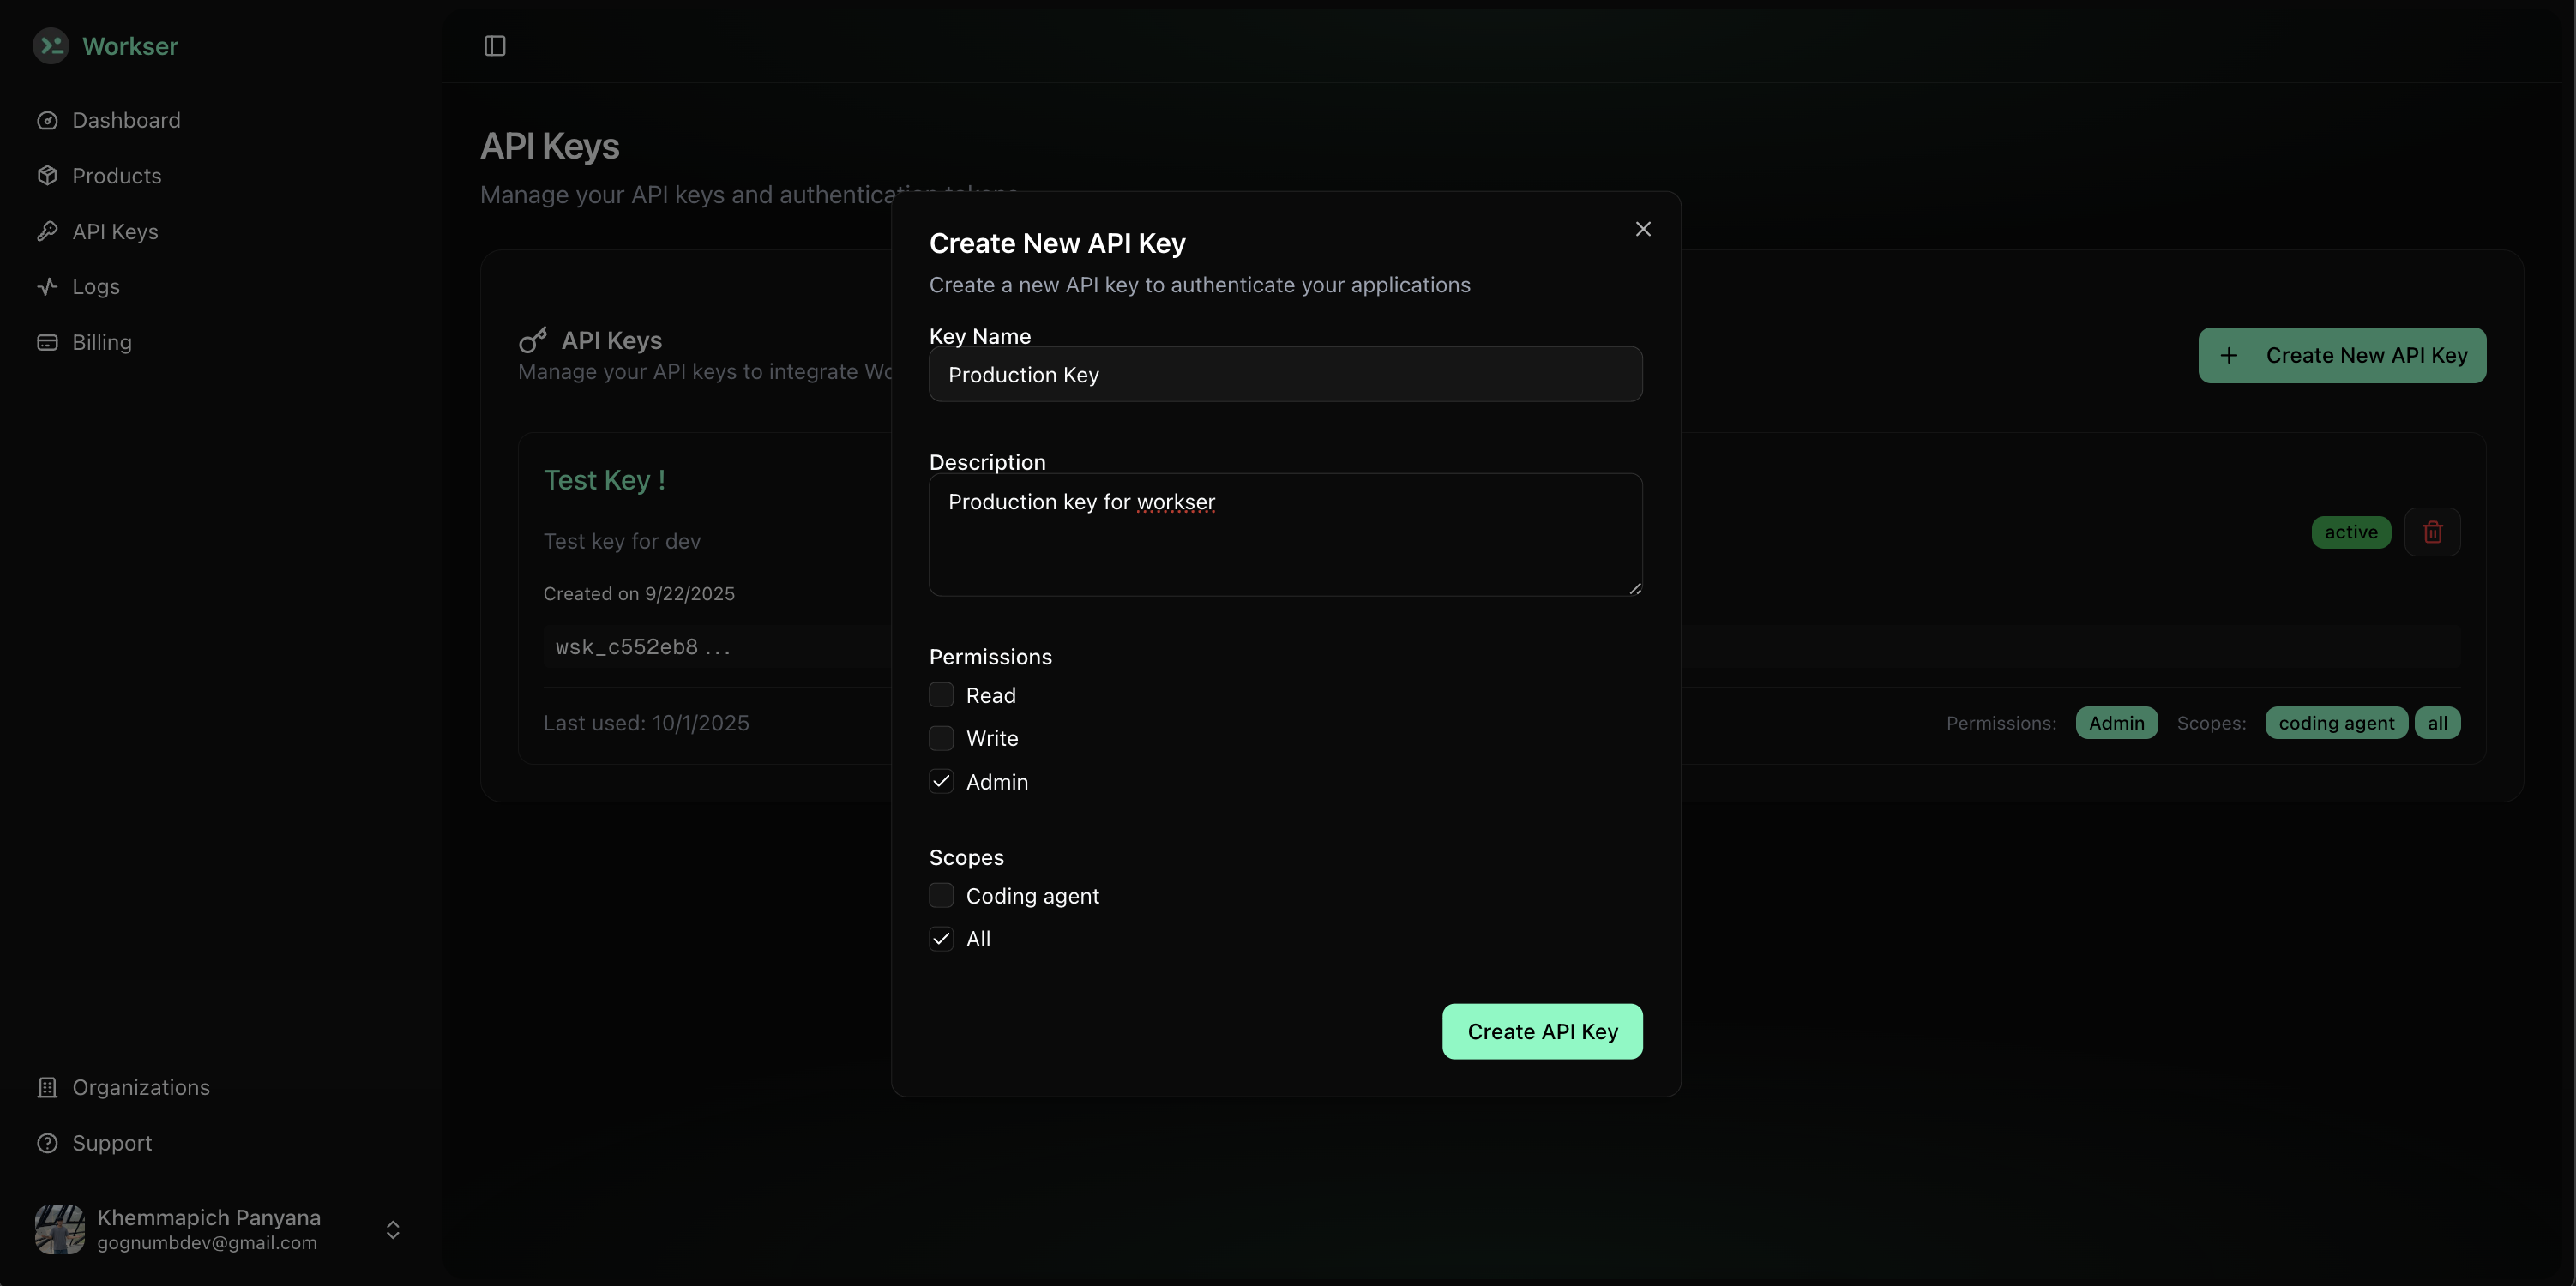 Workser
Dashboard
Products
API Keys
Logs
Billing
Organizations
Support
Khemmapich Panyana
gognumbdev@gmail.com
API Keys
Manage your API keys and authentication tokens
API Keys
Manage your API keys to integrate Wo
Create New API Key
Test Key !
Test key for dev
Created on 9/22/2025
wsk_c552eb8...
Last used: 10/1/2025
active
Permissions: Admin Scopes: coding agent all
Create New API Key
Create a new API key to authenticate your applications
Key Name
Production Key
Description
Production key for workser
Permissions
Read
Write
Admin
Scopes
Coding agent
All
Create API Key